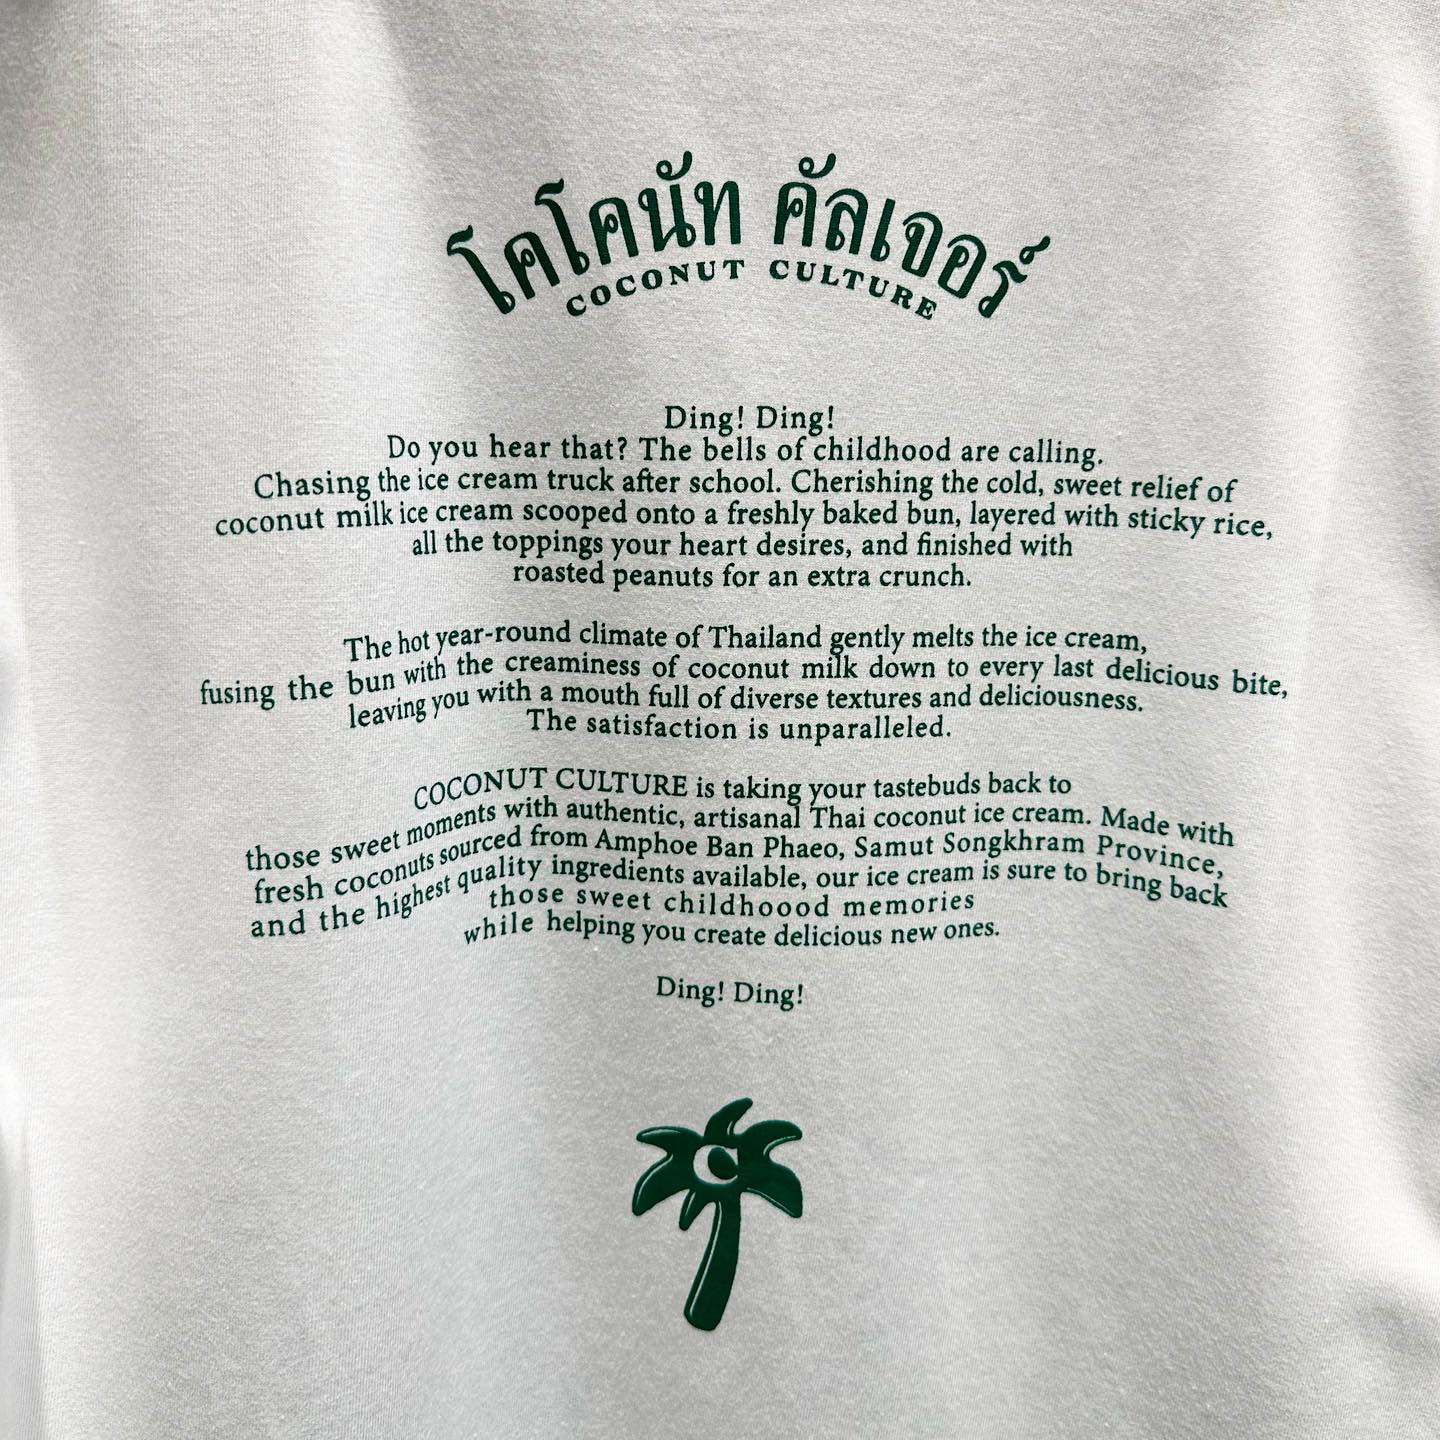 โคโคนัท คัลเจอร์
COCONUT CULTURE
Ding! Ding!
Do you hear that? The bells of childhood are calling.
Chasing the ice cream truck after school. Cherishing the cold, sweet relief of
coconut milk ice cream scooped onto a freshly baked bun, layered with sticky rice,
all the toppings your heart desires, and finished with
roasted peanuts for an extra crunch.
The hot year-round climate of Thailand gently melts the ice cream,
fusing the bun with the creaminess of coconut milk down to every last delicious bite,
leaving you with a mouth full of diverse textures and deliciousness.
The satisfaction is unparalleled.
COCONUT CULTURE is taking your tastebuds back to
those sweet moments with authentic, artisanal Thai coconut ice cream. Made with
fresh coconuts sourced from Amphoe Ban Phaeo, Samut Songkhram Province,
and the highest quality ingredients available, our ice cream is sure to bring back
those sweet childhoood memories
while helping you create delicious new ones.
Ding! Ding!